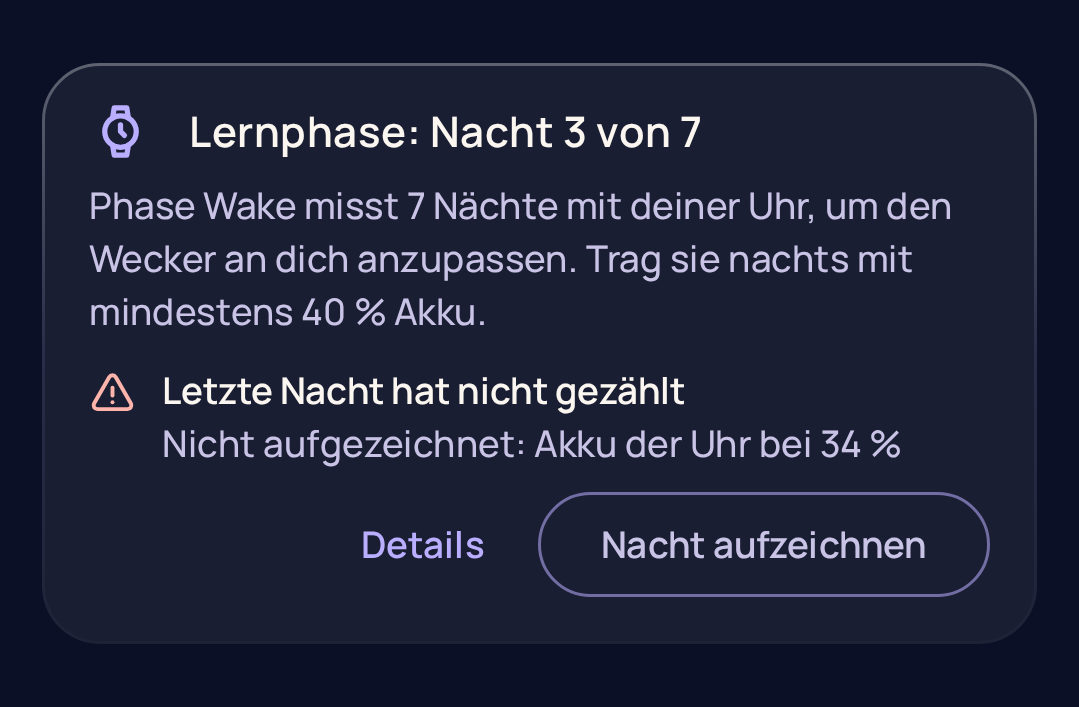 Lernphase: Nacht 3 von 7
Phase Wake misst 7 Nächte mit deiner Uhr, um den
Wecker an dich anzupassen. Trag sie nachts mit
mindestens 40 % Akku.
Letzte Nacht hat nicht gezählt
Nicht aufgezeichnet: Akku der Uhr bei 34 %
Details
Nacht aufzeichnen